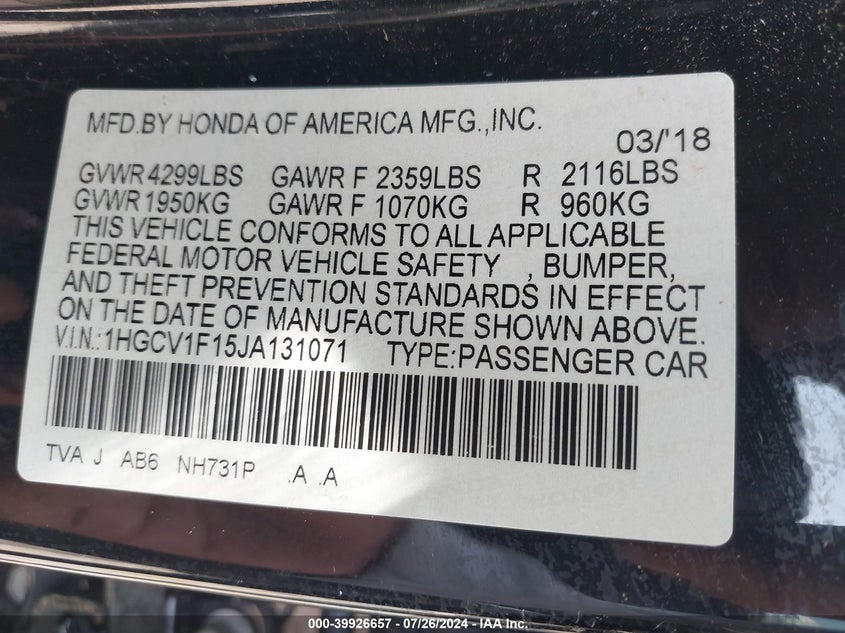 MFD.BY HONDA OF AMERICA MFG.,INC.
03/'18
GVWR 4299LBS GAWR F 2359LBS R 2116LBS
GVWR 1950KG GAWR F 1070KG R 960KG
THIS VEHICLE CONFORMS TO ALL APPLICABLE
FEDERAL MOTOR VEHICLE SAFETY , BUMPER,
AND THEFT PREVENTION STANDARDS IN EFFECT
ON THE DATE OF MANUFACTURE SHOWN ABOVE.
V.I.N.:1HGCV1F15JA131071 TYPE:PASSENGER CAR
TVA J AB6 NH731P .A .A
000-39926657 - 07/26/2024 - IAA Inc.